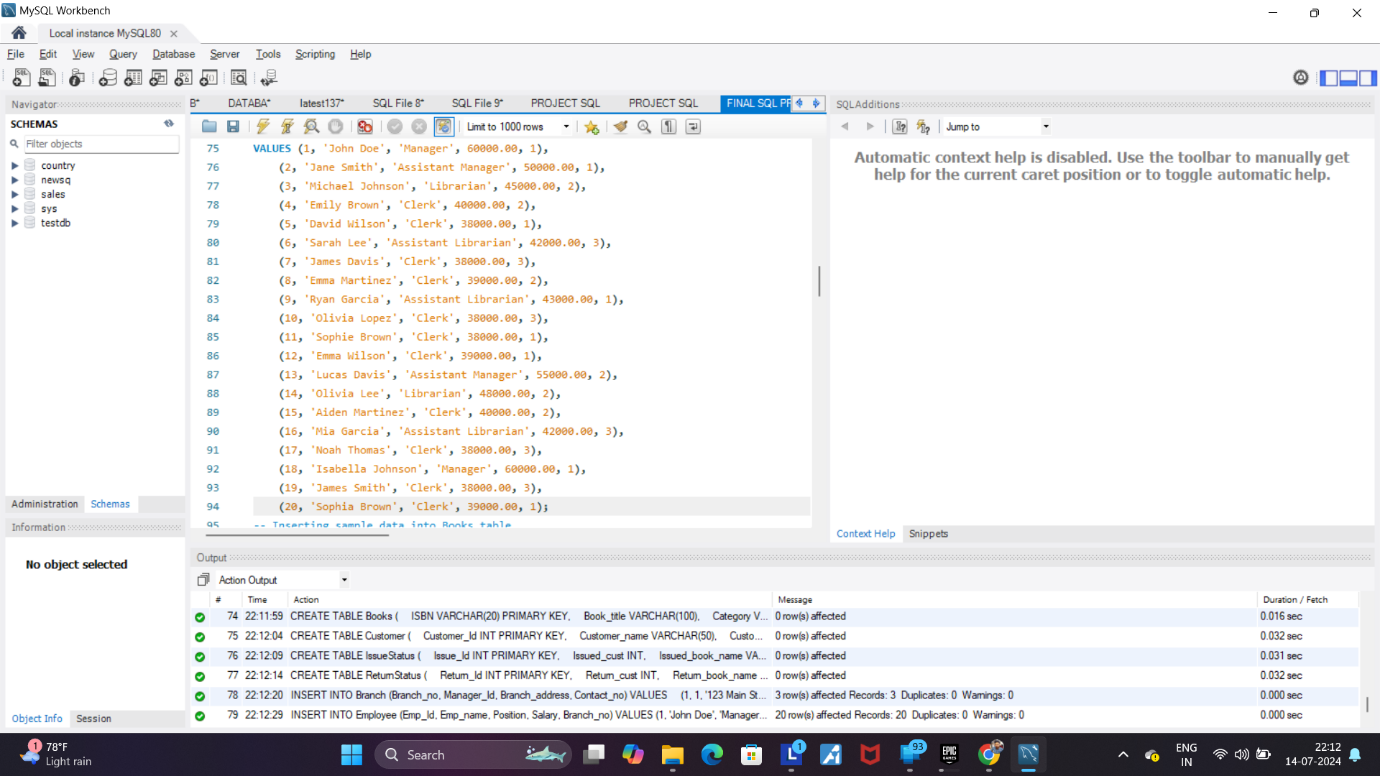 MySQL Workbench
Local instance MySQL80
File Edit View Query Database Server Tools Scripting Help
Navigator
SCHEMAS
Filter objects
country
newsq
sales
sys
testdb
Administration Schemas
Information
No object selected
Object Info Session
B* DATABA* latest137* SQL File 8* SQL File 9* PROJECT SQL PROJECT SQL FINAL SQL PR
Limit to 1000 rows
75 VALUES (1, 'John Doe', 'Manager', 60000.00, 1),
76 (2, 'Jane Smith', 'Assistant Manager', 50000.00, 1),
77 (3, 'Michael Johnson', 'Librarian', 45000.00, 2),
78 (4, 'Emily Brown', 'Clerk', 40000.00, 2),
79 (5, 'David Wilson', 'Clerk', 38000.00, 1),
80 (6, 'Sarah Lee', 'Assistant Librarian', 42000.00, 3),
81 (7, 'James Davis', 'Clerk', 38000.00, 3),
82 (8, 'Emma Martinez', 'Clerk', 39000.00, 2),
83 (9, 'Ryan Garcia', 'Assistant Librarian', 43000.00, 1),
84 (10, 'Olivia Lopez', 'Clerk', 38000.00, 3),
85 (11, 'Sophie Brown', 'Clerk', 38000.00, 1),
86 (12, 'Emma Wilson', 'Clerk', 39000.00, 1),
87 (13, 'Lucas Davis', 'Assistant Manager', 55000.00, 2),
88 (14, 'Olivia Lee', 'Librarian', 48000.00, 2),
89 (15, 'Aiden Martinez', 'Clerk', 40000.00, 2),
90 (16, 'Mia Garcia', 'Assistant Librarian', 42000.00, 3),
91 (17, 'Noah Thomas', 'Clerk', 38000.00, 3),
92 (18, 'Isabella Johnson', 'Manager', 60000.00, 1),
93 (19, 'James Smith', 'Clerk', 38000.00, 3),
94 (20, 'Sophia Brown', 'Clerk', 39000.00, 1);
95 -- Inserting sample data into Books table
SQLAdditions
Jump to
Automatic context help is disabled. Use the toolbar to manually get
help for the current caret position or to toggle automatic help.
Context Help Snippets
Output
Action Output
# Time Action Message Duration / Fetch
74 22:11:59 CREATE TABLE Books ( ISBN VARCHAR(20) PRIMARY KEY, Book_title VARCHAR(100), Category V... 0 row(s) affected 0.016 sec
75 22:12:04 CREATE TABLE Customer ( Customer_Id INT PRIMARY KEY, Customer_name VARCHAR(50), Custo... 0 row(s) affected 0.032 sec
76 22:12:09 CREATE TABLE IssueStatus ( Issue_Id INT PRIMARY KEY, Issued_cust INT, Issued_book_name VA... 0 row(s) affected 0.031 sec
77 22:12:14 CREATE TABLE ReturnStatus ( Return_Id INT PRIMARY KEY, Return_cust INT, Return_book_name ... 0 row(s) affected 0.032 sec
78 22:12:20 INSERT INTO Branch (Branch_no, Manager_Id, Branch_address, Contact_no) VALUES (1, 1, '123 Main St... 3 row(s) affected Records: 3 Duplicates: 0 Warnings: 0 0.000 sec
79 22:12:29 INSERT INTO Employee (Emp_Id, Emp_name, Position, Salary, Branch_no) VALUES (1, 'John Doe', 'Manager... 20 row(s) affected Records: 20 Duplicates: 0 Warnings: 0 0.000 sec
1
78°F
Light rain
Search
L
1
93
EPIC
GAMES
ENG
IN
22:12
14-07-2024